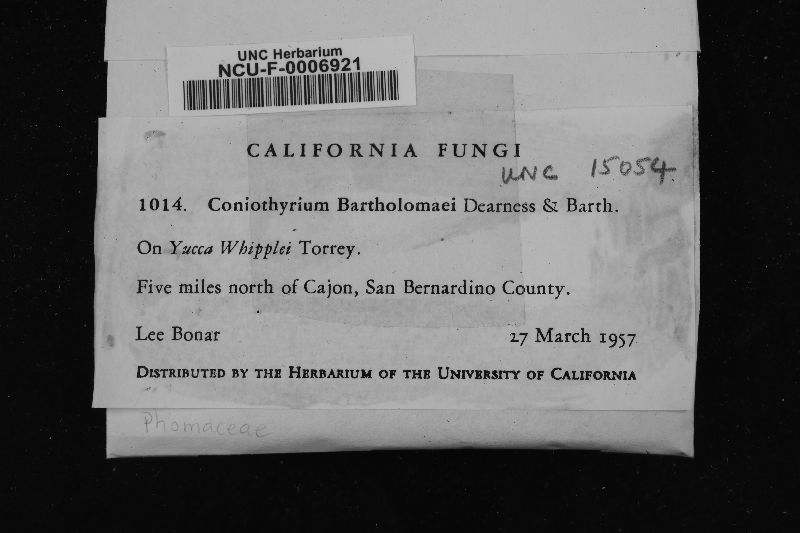 UNC Herbarium
NCU-F-0006921
CALIFORNIA FUNGI
UNC 15054.
1014. Coniothyrium Bartholomaei Dearness & Barth.
On Yucca Whipplei Torrey.
Five miles north of Cajon, San Bernardino County.
Lee Bonar 27 March 1957
DISTRIBUTED BY THE HERBARIUM OF THE UNIVERSITY OF CALIFORNIA
Phomaceae